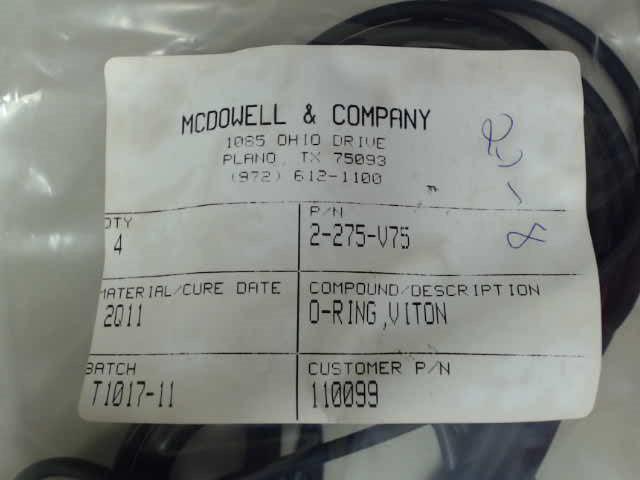 MCDOWELL & COMPANY
1085 OHIO DRIVE
PLANO, TX 75093
(972) 612-1100
QTY
4
P/N
2-275-V75
MATERIAL/CURE DATE
2Q11
COMPOUND/DESCRIPTION
O-RING,VITON
BATCH
T1017-11
CUSTOMER P/N
110099